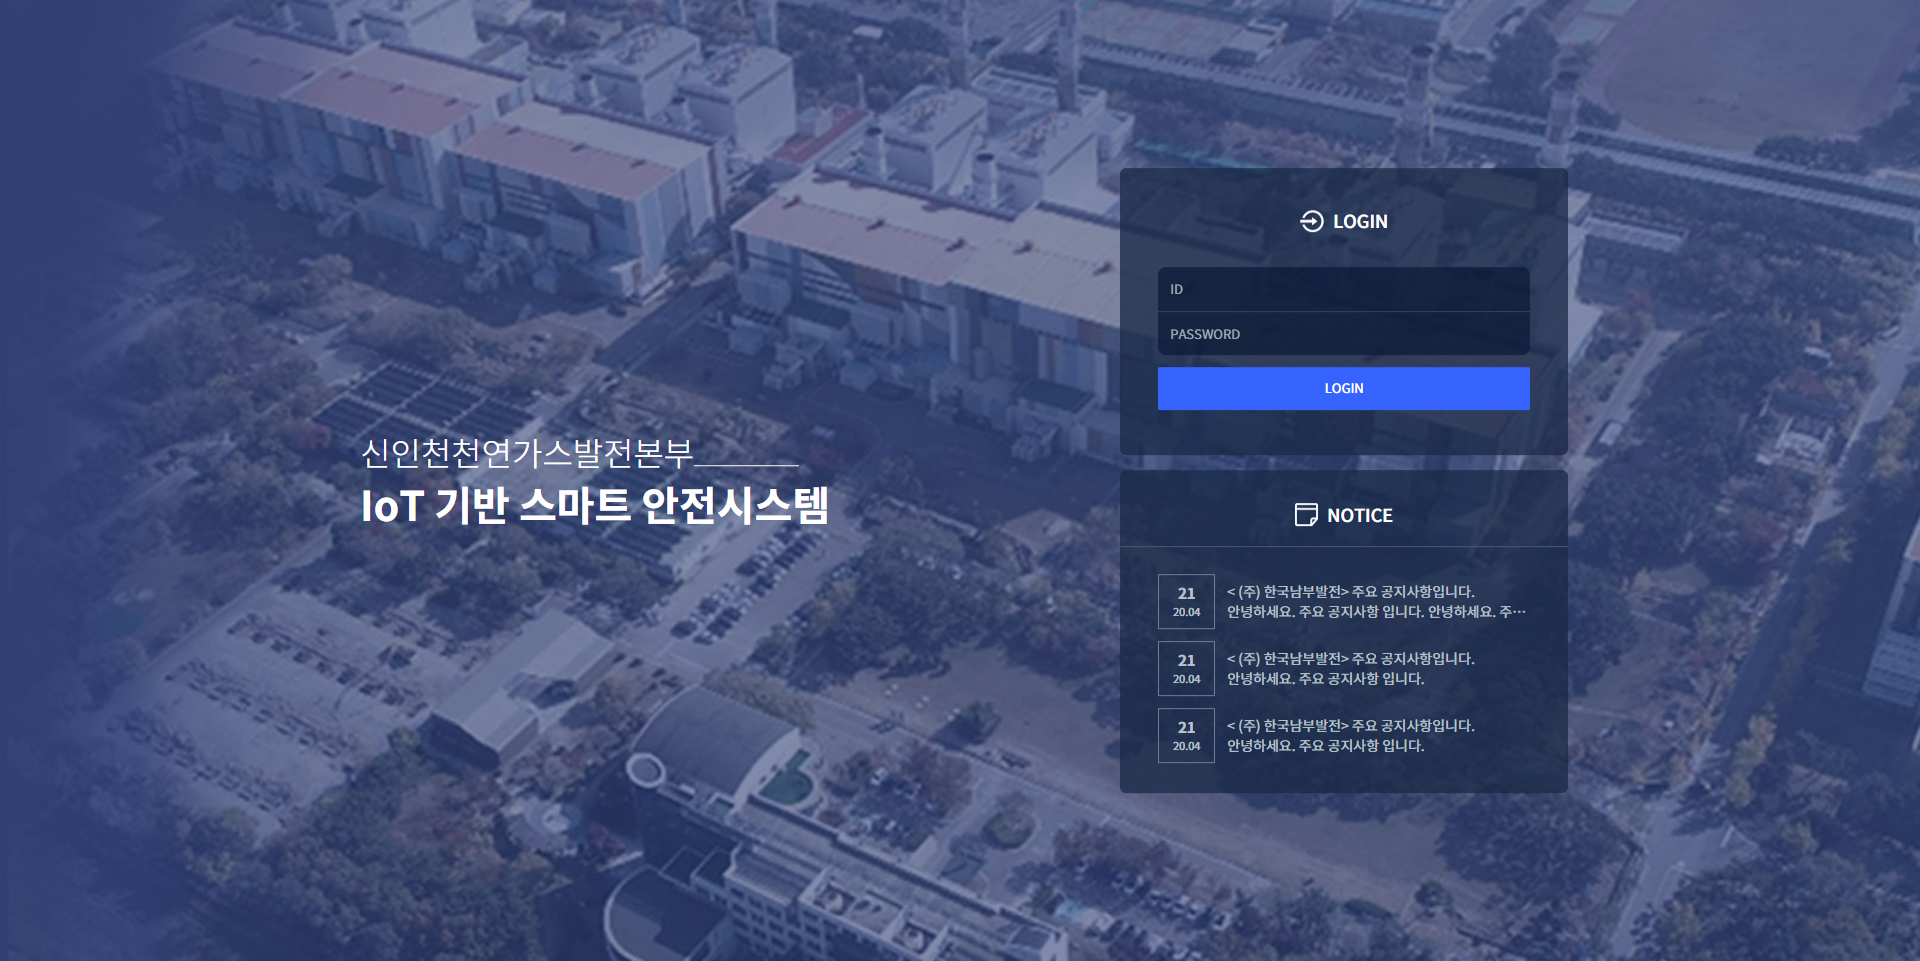 신인천천연가스발전본부
IoT 기반 스마트 안전시스템
LOGIN
ID
PASSWORD
LOGIN
NOTICE
21
20.04
< (주) 한국남부발전> 주요 공지사항입니다.
안녕하세요. 주요 공지사항 입니다. 안녕하세요. 주···
21
20.04
< (주) 한국남부발전> 주요 공지사항입니다.
안녕하세요. 주요 공지사항 입니다.
21
20.04
< (주) 한국남부발전> 주요 공지사항입니다.
안녕하세요. 주요 공지사항 입니다.